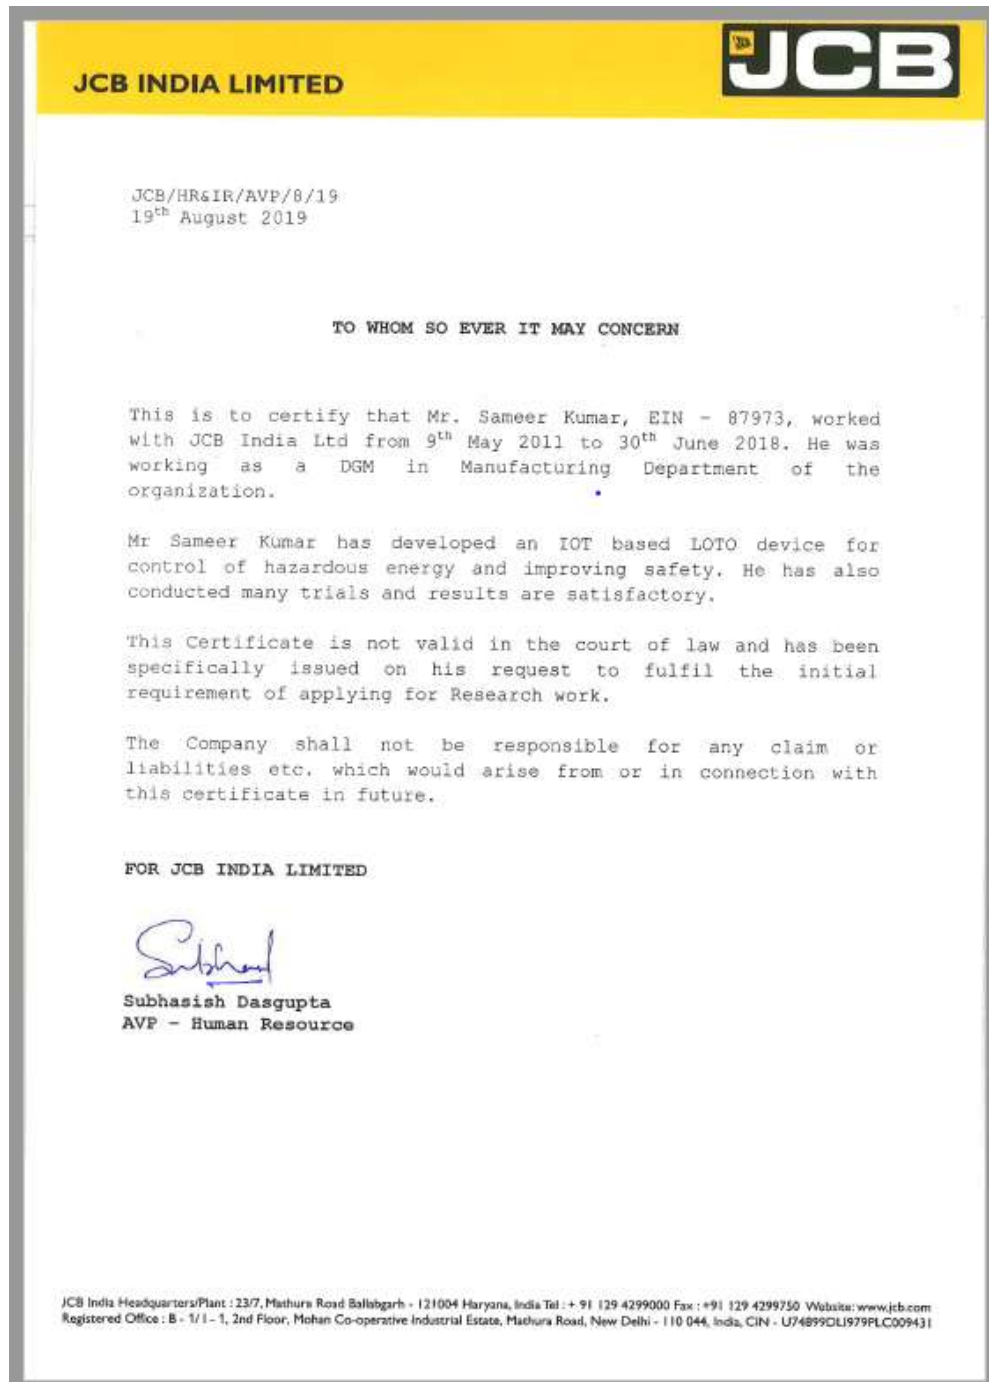 JCB INDIA LIMITED
JCB
JCB/HR&IR/AVP/8/19
19th August 2019
TO WHOM SO EVER IT MAY CONCERN
This is to certify that Mr. Sameer Kumar, EIN - 87973, worked
with JCB India Ltd from 9th May 2011 to 30th June 2018. He was
working as a DGM in Manufacturing Department of the
organization.
Mr Sameer Kumar has developed an IOT based LOTO device for
control of hazardous energy and improving safety. He has also
conducted many trials and results are satisfactory.
This Certificate is not valid in the court of law and has been
specifically issued on his request to fulfil the initial
requirement of applying for Research work.
The Company shall not be responsible for any claim or
liabilities etc. which would arise from or in connection with
this certificate in future.
FOR JCB INDIA LIMITED
Subhasish Dasgupta
AVP - Human Resource
JCB India Headquarters/Plant : 23/7, Mathura Road Ballabgarh - 121004 Haryana, India Tel : + 91 129 4299000 Fax : +91 129 4299750 Website: www.jcb.com
Registered Office : B - 1/1 - 1, 2nd Floor, Mohan Co-operative Industrial Estate, Mathura Road, New Delhi - 110 044, India, CIN - U74899DL1979PLC009431